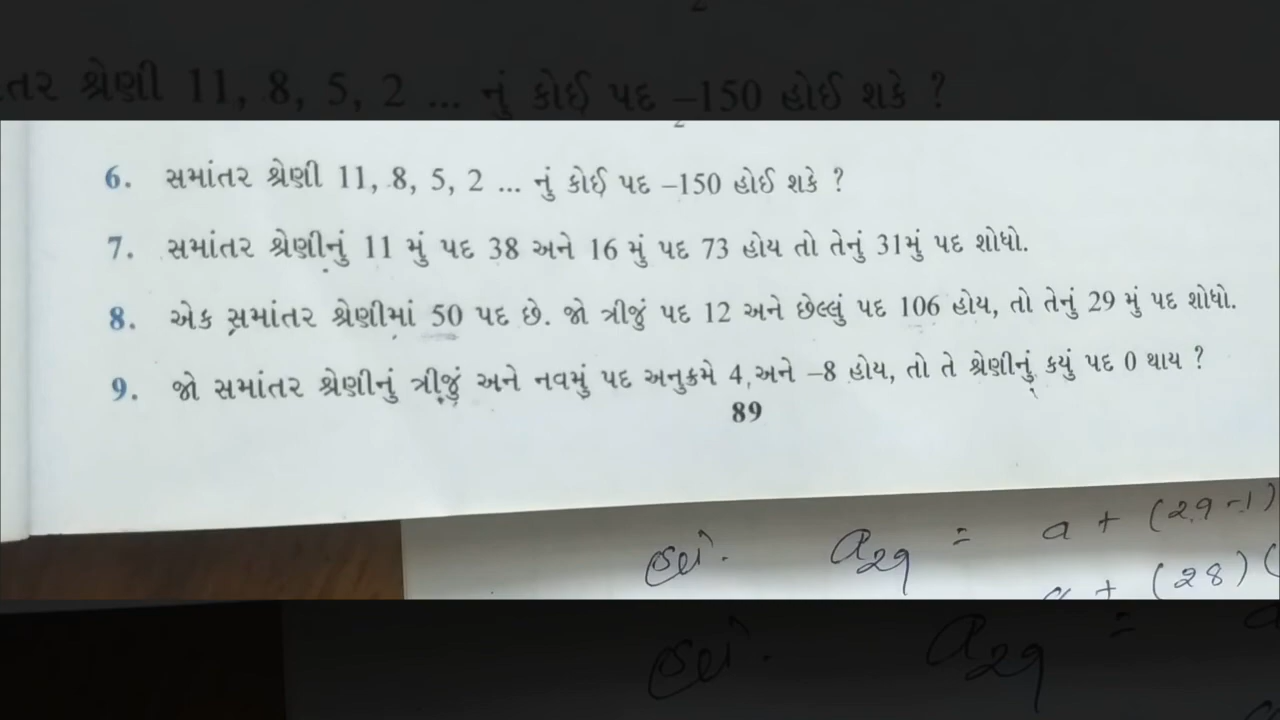 તર શ્રેણી 11, 8, 5, 2 ... નું કોઈ પદ –150 હોઈ શકે ?
6. સમાંતર શ્રેણી 11, 8, 5, 2 ... નું કોઈ પદ –150 હોઈ શકે ?
7. સમાંતર શ્રેણીનું 11 મું પદ 38 અને 16 મું પદ 73 હોય તો તેનું 31મું પદ શોધો.
8. એક સમાંતર શ્રેણીમાં 50 પદ છે. જો ત્રીજું પદ 12 અને છેલ્લું પદ 106 હોય, તો તેનું 29 મું પદ શોધો.
9. જો સમાંતર શ્રેણીનું ત્રીજું અને નવમું પદ અનુક્રમે 4 અને –8 હોય, તો તે શ્રેણીનું કયું પદ 0 થાય ?
89
હવે. a29 = a + (29-1)
+ (28) (
હવે. a29 =